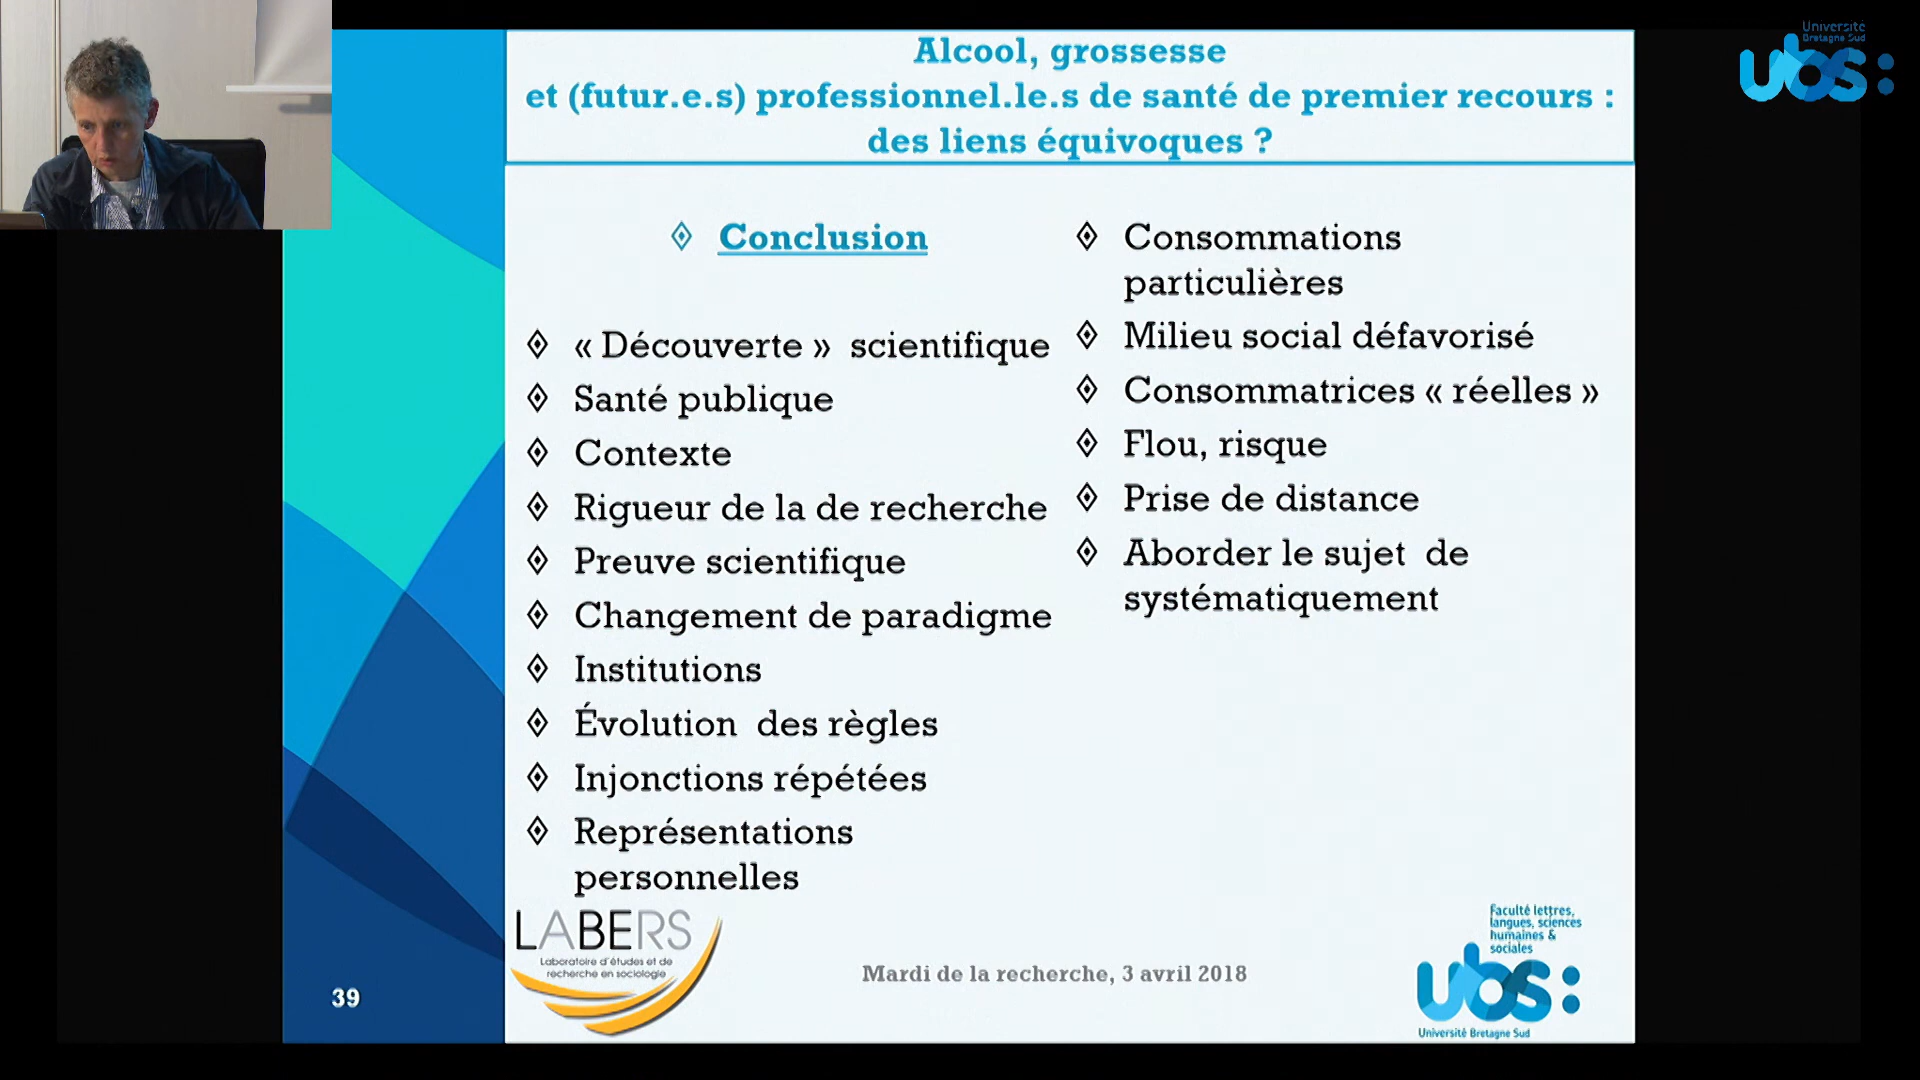 Université
Bretagne Sud
ubs:
Alcool, grossesse
et (futur.e.s) professionnel.le.s de santé de premier recours :
des liens équivoques ?
Conclusion
« Découverte »  scientifique
Santé publique
Contexte
Rigueur de la de recherche
Preuve scientifique
Changement de paradigme
Institutions
Évolution  des règles
Injonctions répétées
Représentations
personnelles
Consommations
particulières
Milieu social défavorisé
Consommatrices « réelles »
Flou, risque
Prise de distance
Aborder le sujet  de
systématiquement
LABERS
Laboratoire d'études et de
recherche en sociologie
Mardi de la recherche, 3 avril 2018
Faculté lettres,
langues, sciences
humaines &
sociales
ubs:
Université Bretagne Sud
39